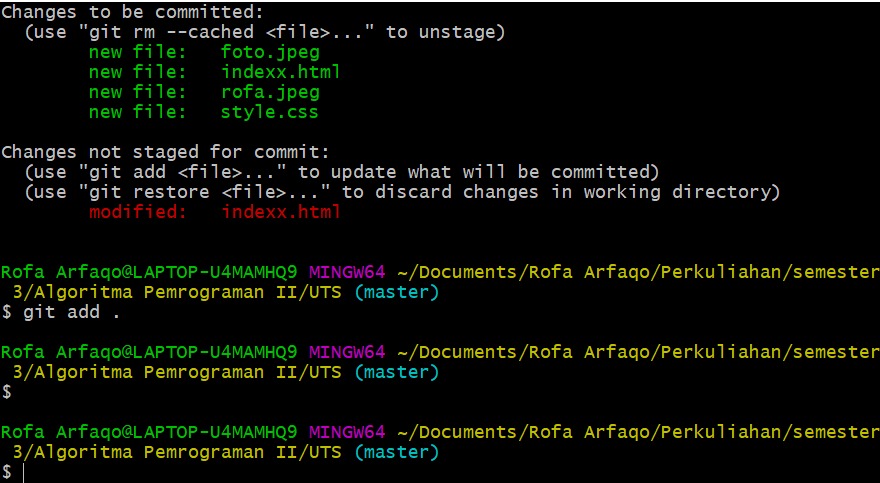 Changes to be committed:
  (use "git rm --cached <file>..." to unstage)
        new file:   foto.jpeg
        new file:   indexx.html
        new file:   rofa.jpeg
        new file:   style.css

Changes not staged for commit:
  (use "git add <file>..." to update what will be committed)
  (use "git restore <file>..." to discard changes in working directory)
        modified:   indexx.html

Rofa Arfaqo@LAPTOP-U4MAMHQ9 MINGW64 ~/Documents/Rofa Arfaqo/Perkuliahan/semester
 3/Algoritma Pemrograman II/UTS (master)
$ git add .

Rofa Arfaqo@LAPTOP-U4MAMHQ9 MINGW64 ~/Documents/Rofa Arfaqo/Perkuliahan/semester
 3/Algoritma Pemrograman II/UTS (master)
$

Rofa Arfaqo@LAPTOP-U4MAMHQ9 MINGW64 ~/Documents/Rofa Arfaqo/Perkuliahan/semester
 3/Algoritma Pemrograman II/UTS (master)
$